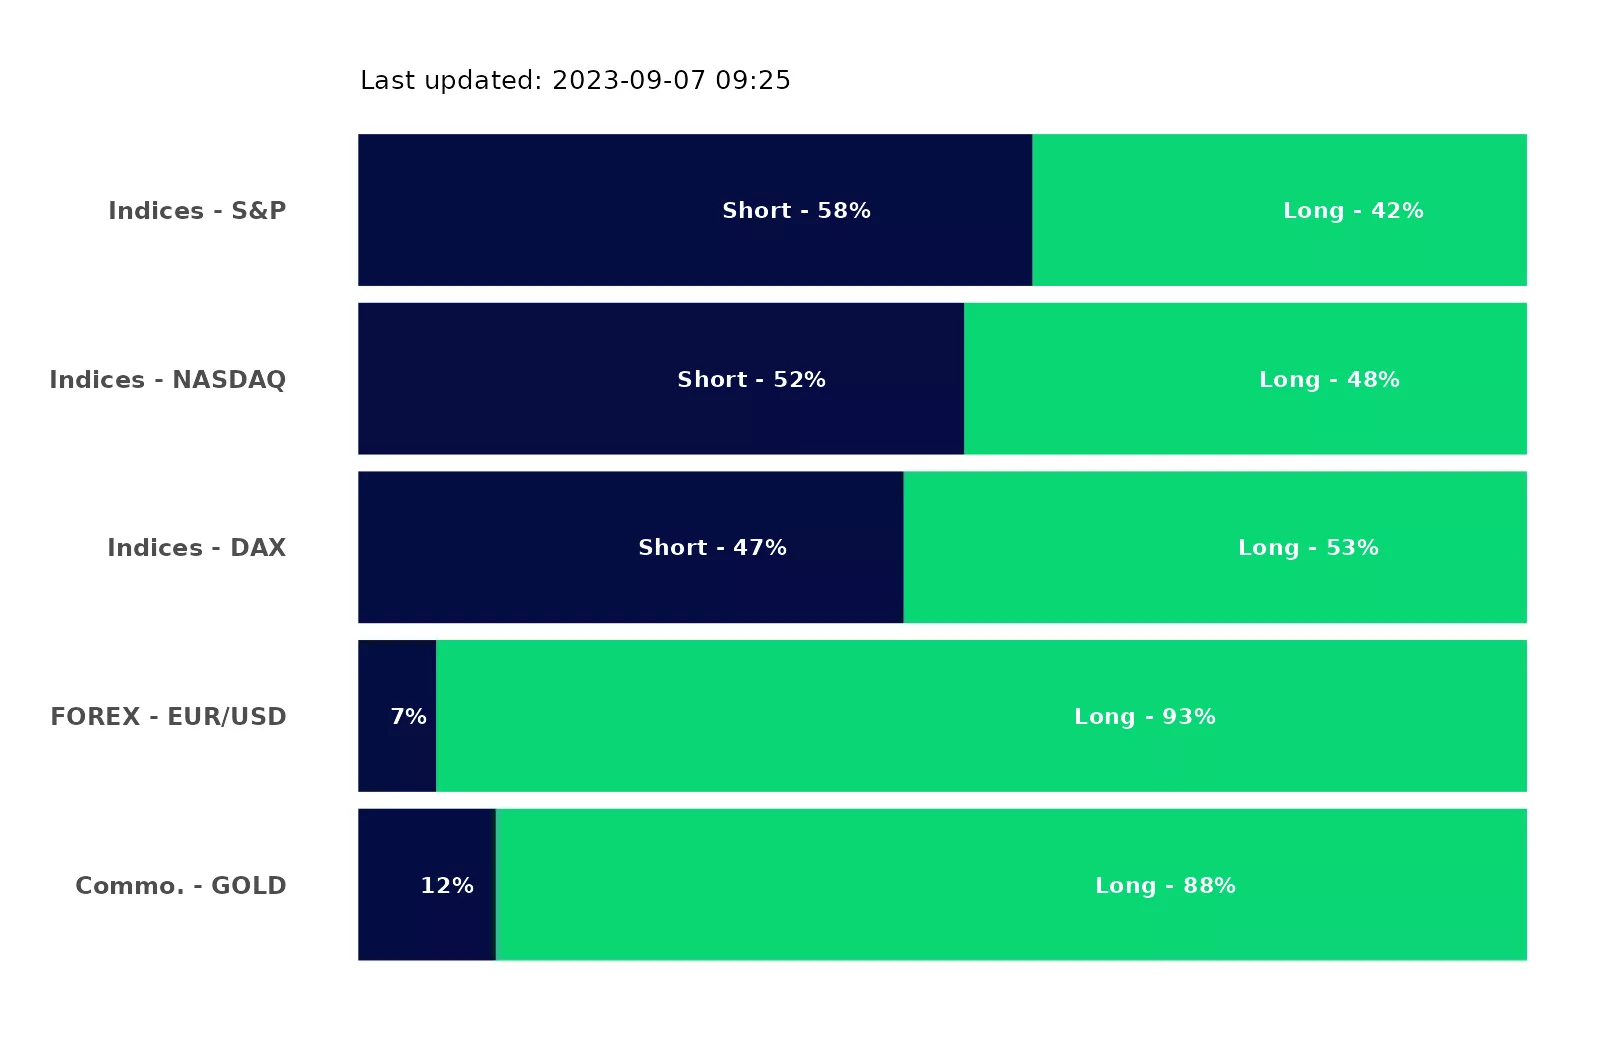 Last updated: 2023-09-07 09:25
Indices - S&P
Short - 58%
Long - 42%
Indices - NASDAQ
Short - 52%
Long - 48%
Indices - DAX
Short - 47%
Long - 53%
FOREX - EUR/USD
7%
Long - 93%
Commo. - GOLD
12%
Long - 88%